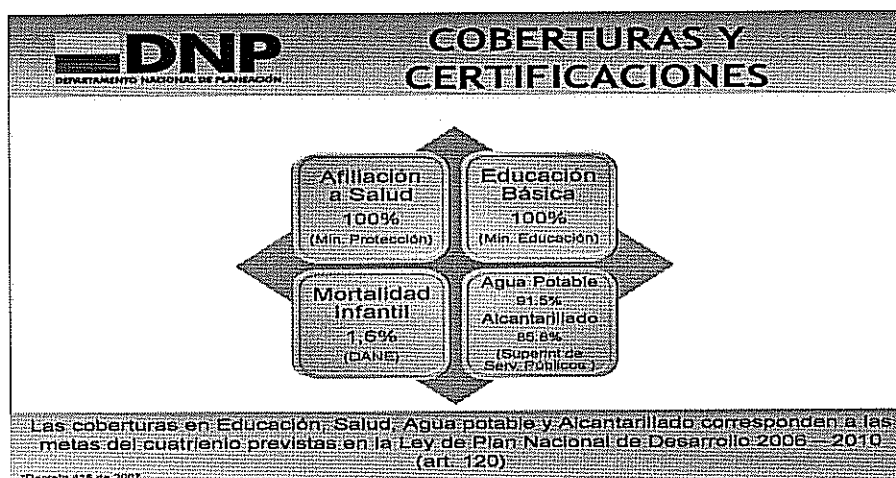 DNP
DEPARTAMENTO NACIONAL DE PLANEACIÓN
COBERTURAS Y
CERTIFICACIONES
Afiliación
a Salud
100%
(Min. Protección)
Educación
Básica
100%
(Min. Educación)
Mortalidad
Infantil
1,6%
(DANE)
Agua Potable
91.5%
Alcantarillado
(Superint de
Serv. Públicos )
Las coberturas en Educación, Salud, Agua potable y Alcantarillado corresponden a las
metas del cuatrienio previstas en la Ley de Plan Nacional de Desarrollo 2006 – 2010
(art. 120)